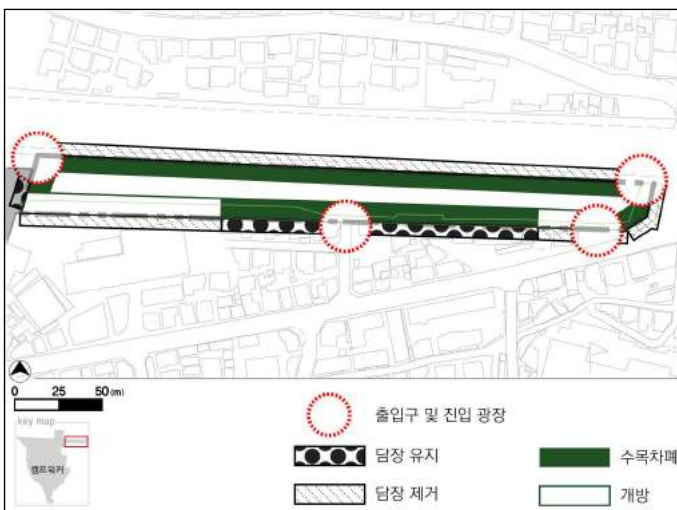 0 25 50 (m)
key map
캠프워커
출입구 및 진입 광장
담장 유지
수목차폐
담장 제거
개방